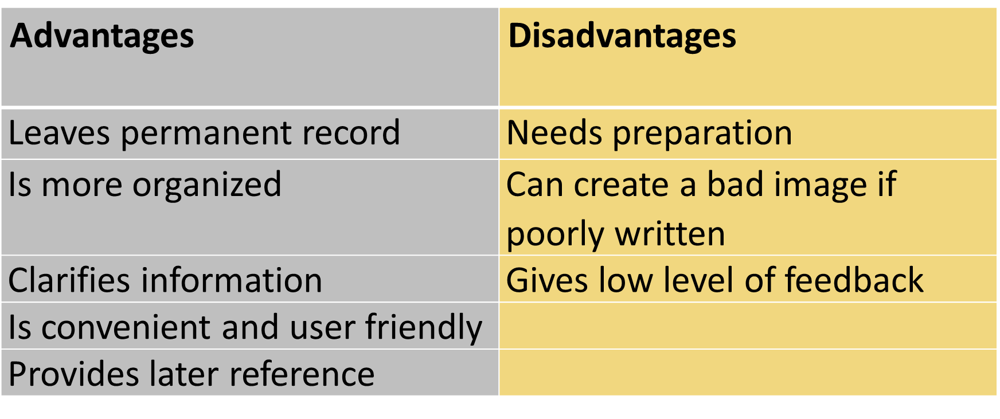 Advantages
Disadvantages
Leaves permanent record
Needs preparation
Is more organized
Can create a bad image if
poorly written
Clarifies information
Gives low level of feedback
Is convenient and user friendly
Provides later reference